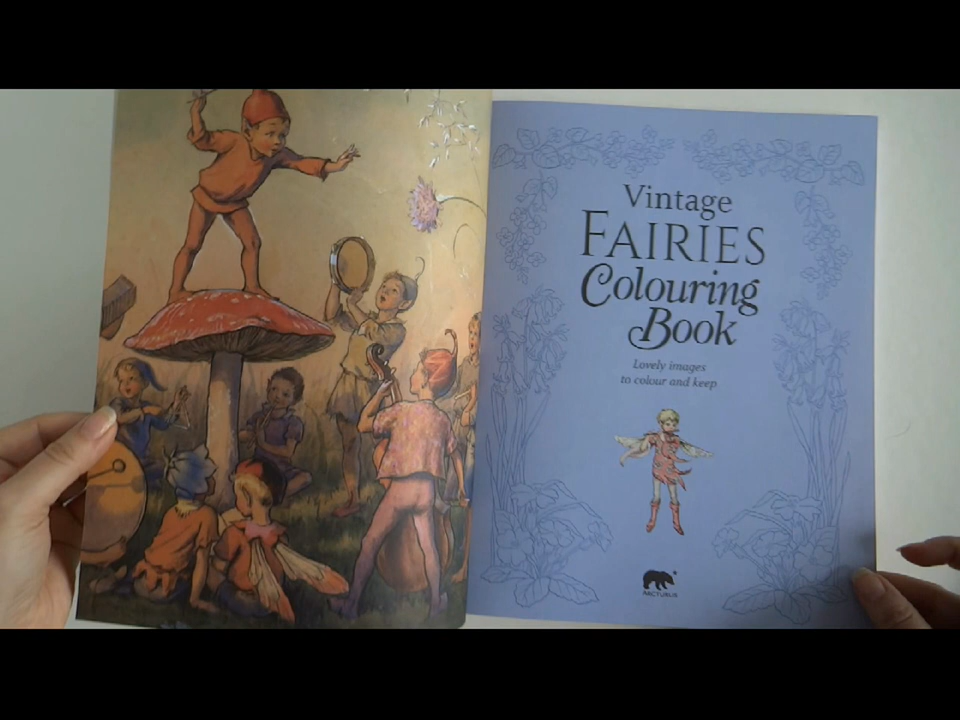 Vintage
FAIRIES
Colouring
Book
Lovely images
to colour and keep
ARCTURUS